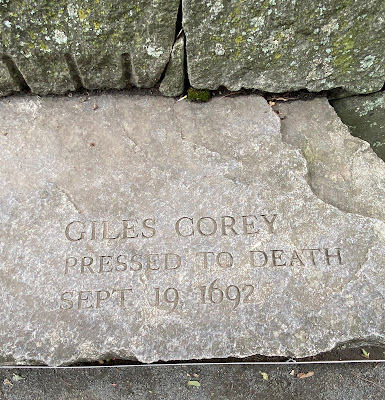 GILES COREY
PRESSED TO DEATH
SEPT. 19, 1692